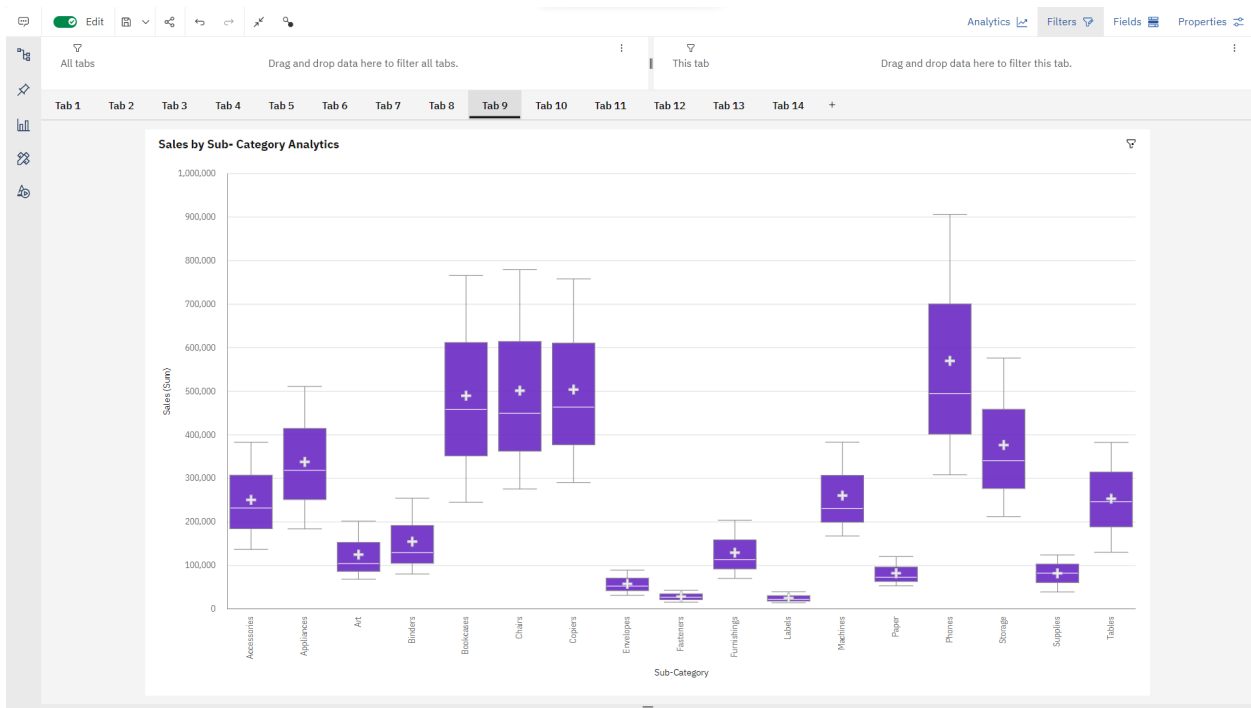 Edit
Analytics
Filters
Fields
Properties
All tabs
Drag and drop data here to filter all tabs.
This tab
Drag and drop data here to filter this tab.
Tab 1
Tab 2
Tab 3
Tab 4
Tab 5
Tab 6
Tab 7
Tab 8
Tab 9
Tab 10
Tab 11
Tab 12
Tab 13
Tab 14
+
Sales by Sub- Category Analytics
1,000,000
900,000
800,000
700,000
600,000
500,000
400,000
300,000
200,000
100,000
0
Sales (Sum)
Accessories
Appliances
Art
Binders
Bookcases
Chairs
Copiers
Envelopes
Fasteners
Furnishings
Labels
Machines
Paper
Phones
Storage
Supplies
Tables
Sub-Category